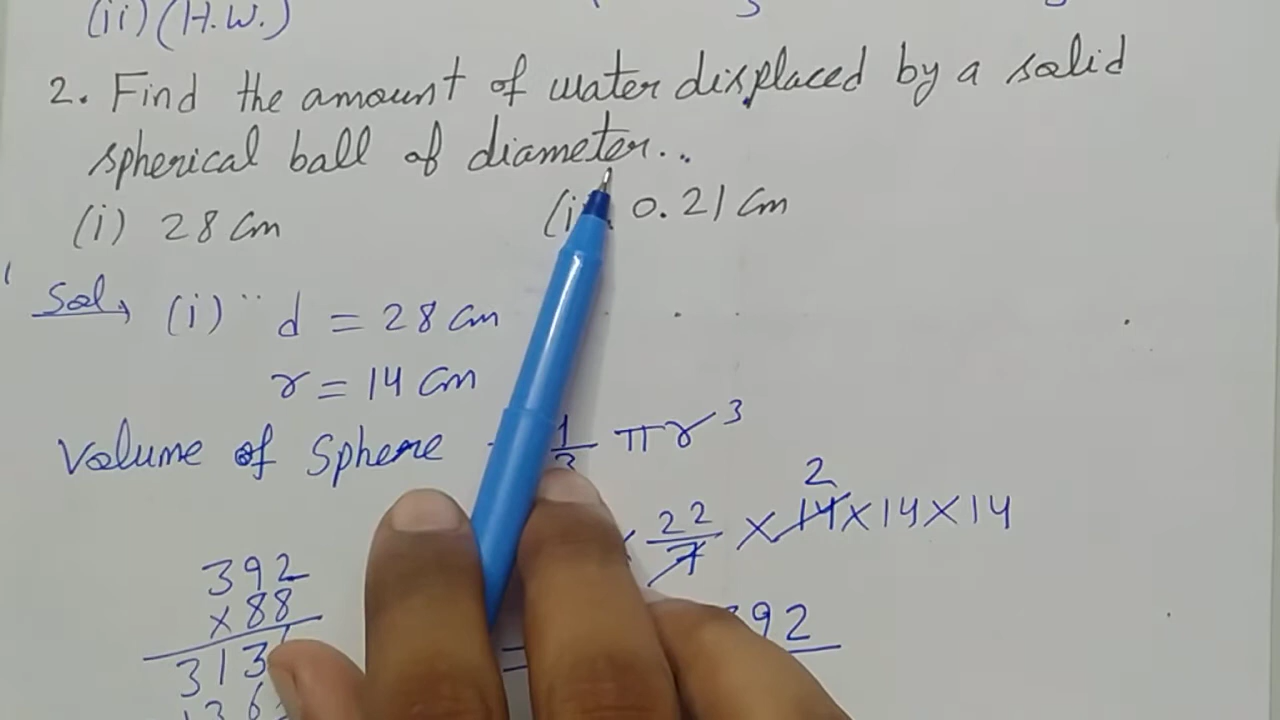 (ii) (H.W.)
2. Find the amount of water displaced by a solid
spherical ball of diameter...
(i) 28 cm 0.21 cm
Sol, (i) d = 28 cm
r = 14 cm
Volume of Sphere πr³
22/7 × 14 × 14 × 14
2
392
× 88